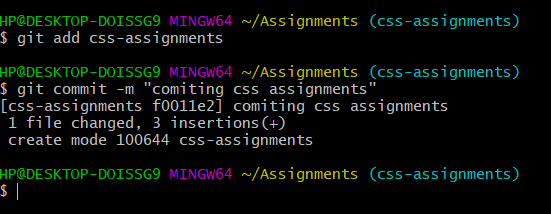 HP@DESKTOP-DOISSG9 MINGW64 ~/Assignments (css-assignments)
$ git add css-assignments
HP@DESKTOP-DOISSG9 MINGW64 ~/Assignments (css-assignments)
$ git commit -m "comiting css assignments"
[css-assignments f0011e2] comiting css assignments
1 file changed, 3 insertions(+)
create mode 100644 css-assignments
HP@DESKTOP-DOISSG9 MINGW64 ~/Assignments (css-assignments)
$